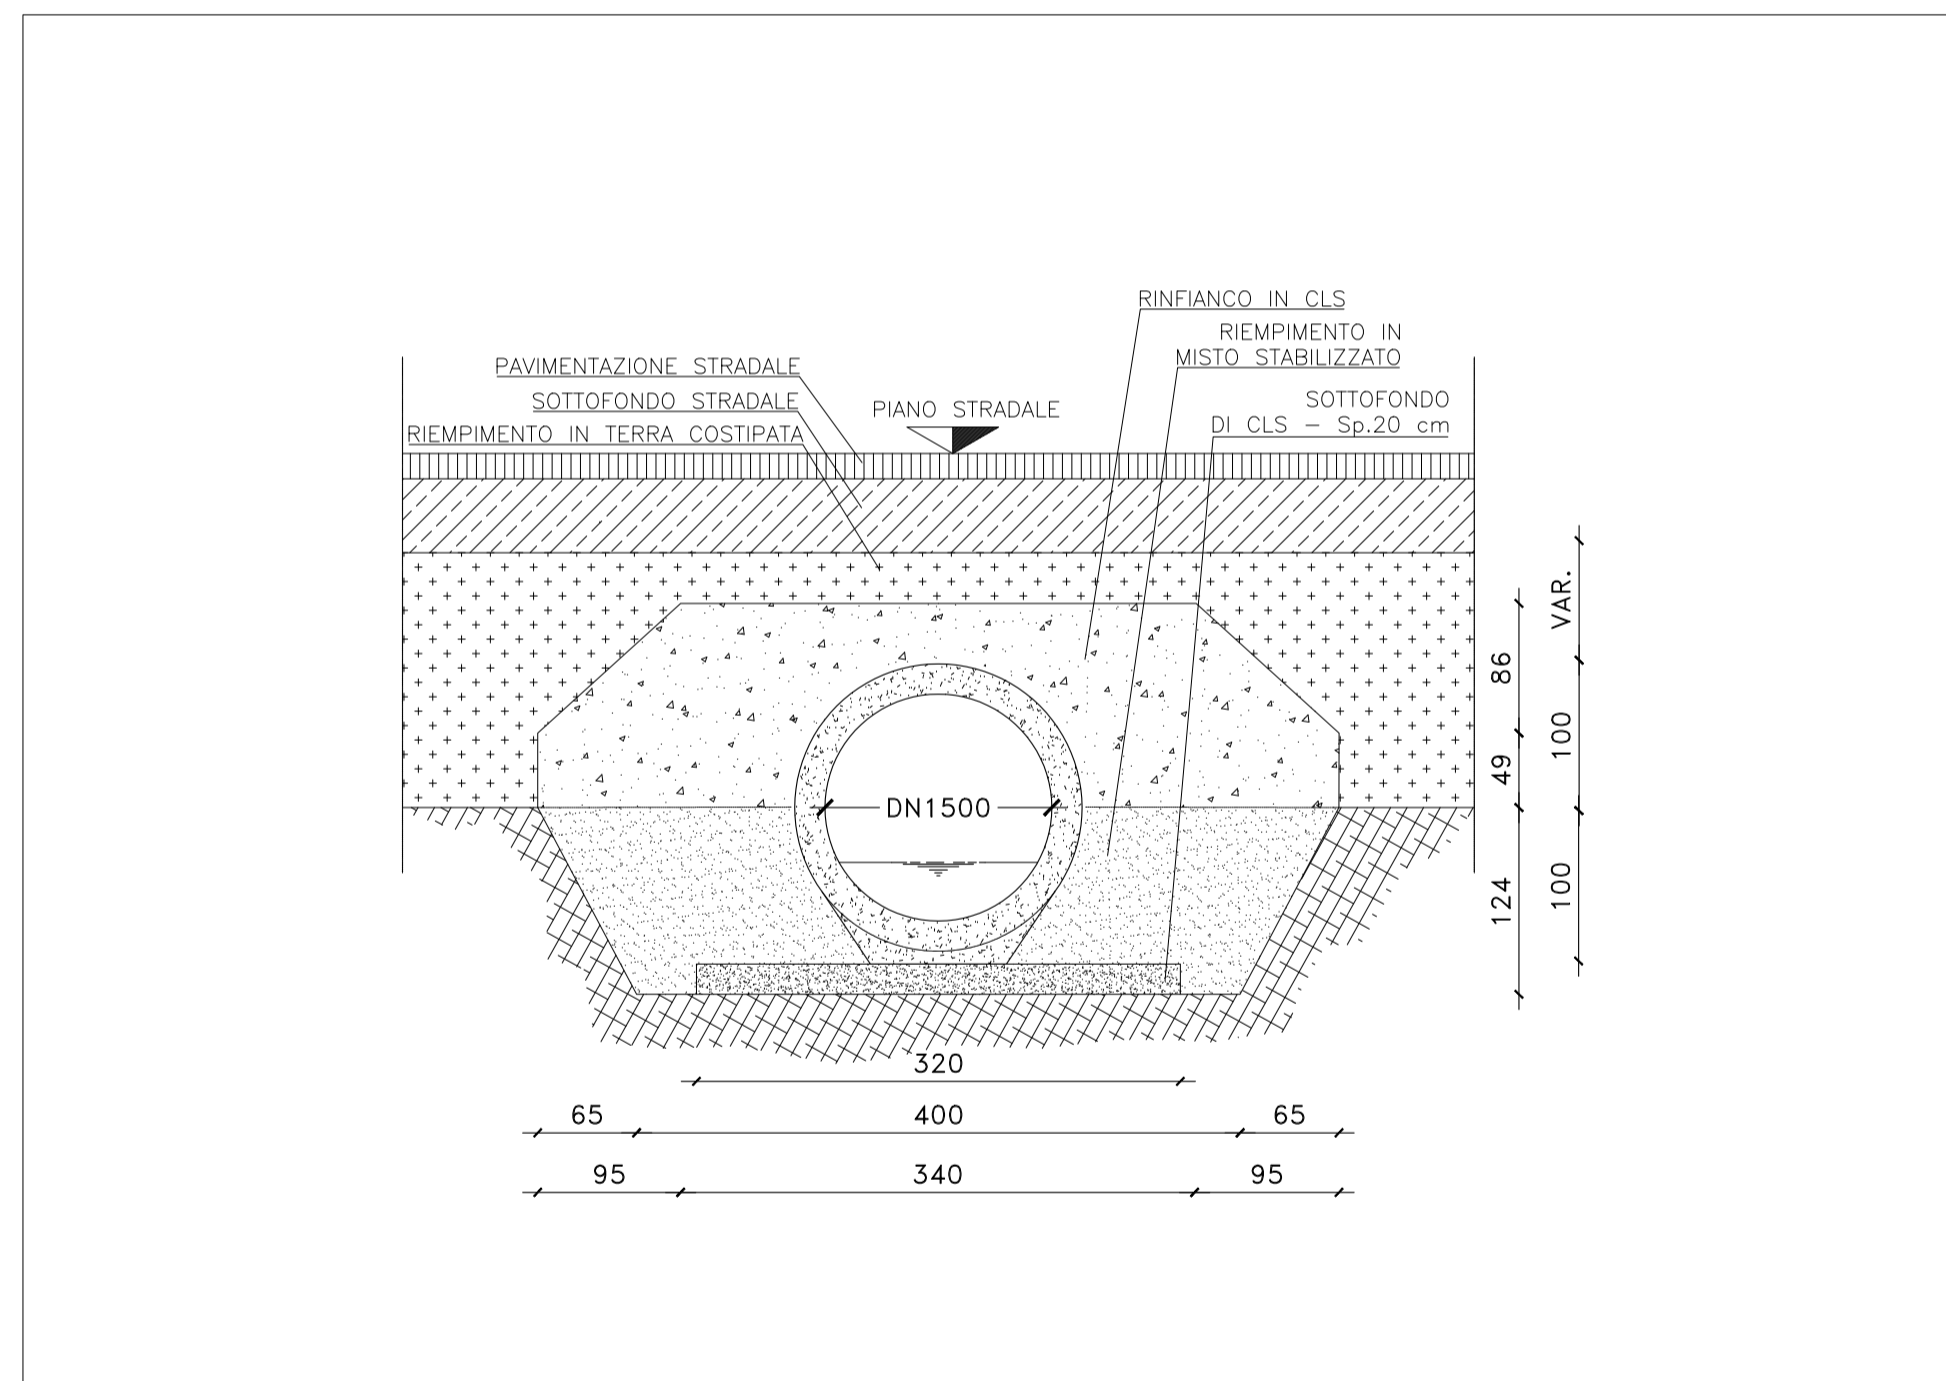 RINFIANCO IN CLS
RIEMPIMENTO IN
MISTO STABILIZZATO
PAVIMENTAZIONE STRADALE
SOTTOFONDO STRADALE
PIANO STRADALE
SOTTOFONDO
DI CLS – Sp.20 cm
RIEMPIMENTO IN TERRA COSTIPATA
VAR.
86
100
49
DN1500
124
100
320
65
400
65
95
340
95